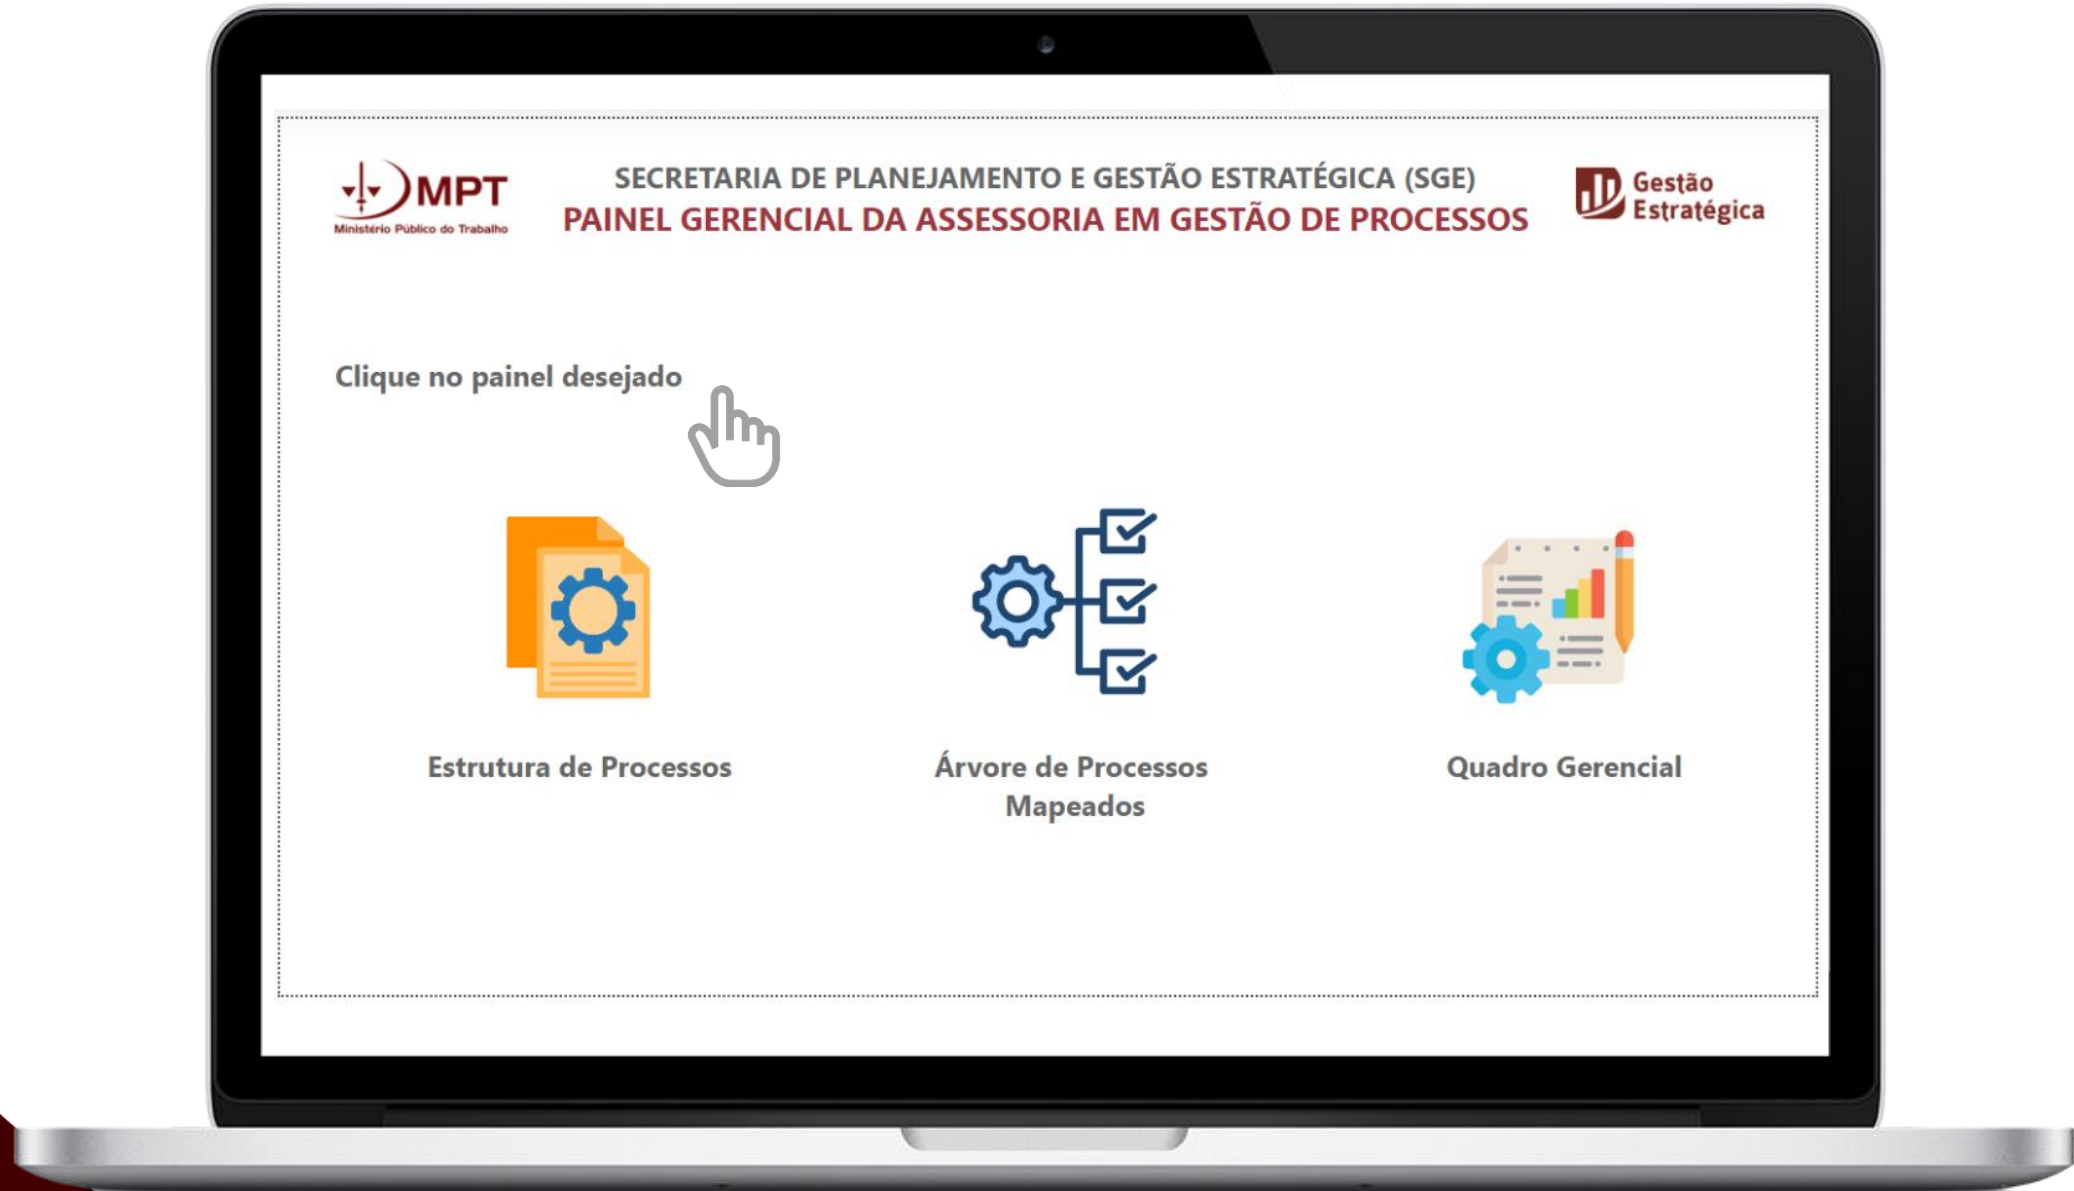 MPT
Ministério Público do Trabalho
SECRETARIA DE PLANEJAMENTO E GESTÃO ESTRATÉGICA (SGE)
PAINEL GERENCIAL DA ASSESSORIA EM GESTÃO DE PROCESSOS
Gestão
Estratégica
Clique no painel desejado
Estrutura de Processos
Árvore de Processos
Mapeados
Quadro Gerencial